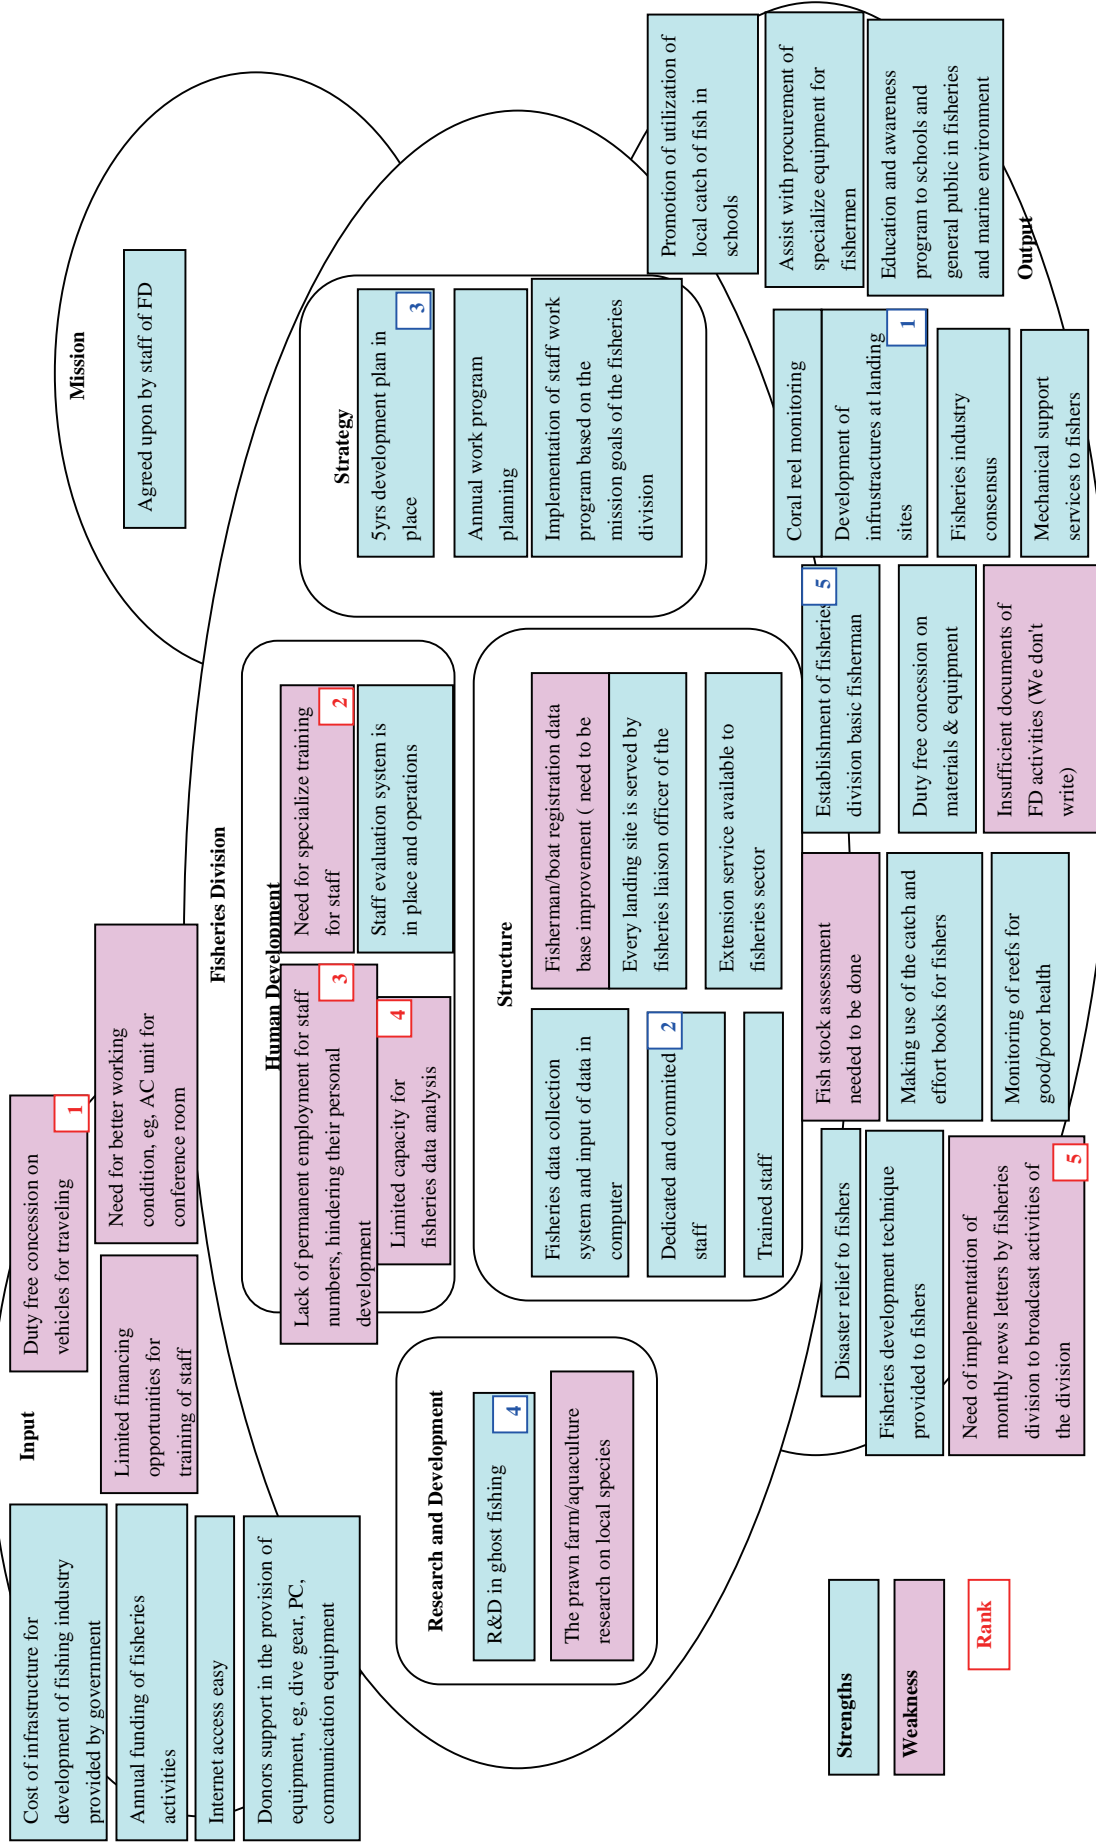 Mission
Agreed upon by staff of FD
Input
Cost of infrastructure for
development of fishing industry
provided by government
Annual funding of fisheries
activities
Internet access easy
Donors support in the provision of
equipment, eg, dive gear, PC,
communication equipment
Duty free concession on
vehicles for traveling
1
Limited financing
opportunities for
training of staff
Need for better working
condition, eg, AC unit for
conference room
Fisheries Division
Research and Development
R&D in ghost fishing
4
The prawn farm/aquaculture
research on local species
Human Development
Lack of permanent employment for staff
numbers, hindering their personal
development
3
Limited capacity for
fisheries data analysis
4
Need for specialize training
for staff
2
Staff evaluation system is
in place and operations
Structure
Fisheries data collection
system and input of data in
computer
Dedicated and commited
staff
2
Trained staff
Fisherman/boat registration data
base improvement ( need to be
Every landing site is served by
fisheries liaison officer of the
Extension service available to
fisheries sector
Strategy
5yrs development plan in
place
3
Annual work program
planning
Implementation of staff work
program based on the
mission goals of the fisheries
division
Output
Disaster relief to fishers
Fisheries development technique
provided to fishers
Need of implementation of
monthly news letters by fisheries
division to broadcast activities of
the division
5
Fish stock assessment
needed to be done
Making use of the catch and
effort books for fishers
Monitoring of reefs for
good/poor health
Establishment of fisheries
division basic fisherman
5
Duty free concession on
materials & equipment
Insufficient documents of
FD activities (We don't
write)
Coral reel monitoring
Development of
infrustractures at landing
sites
1
Fisheries industry
consensus
Mechanical support
services to fishers
Promotion of utilization of
local catch of fish in
schools
Assist with procurement of
specialize equipment for
fishermen
Education and awareness
program to schools and
general public in fisheries
and marine environment
Strengths
Weakness
Rank